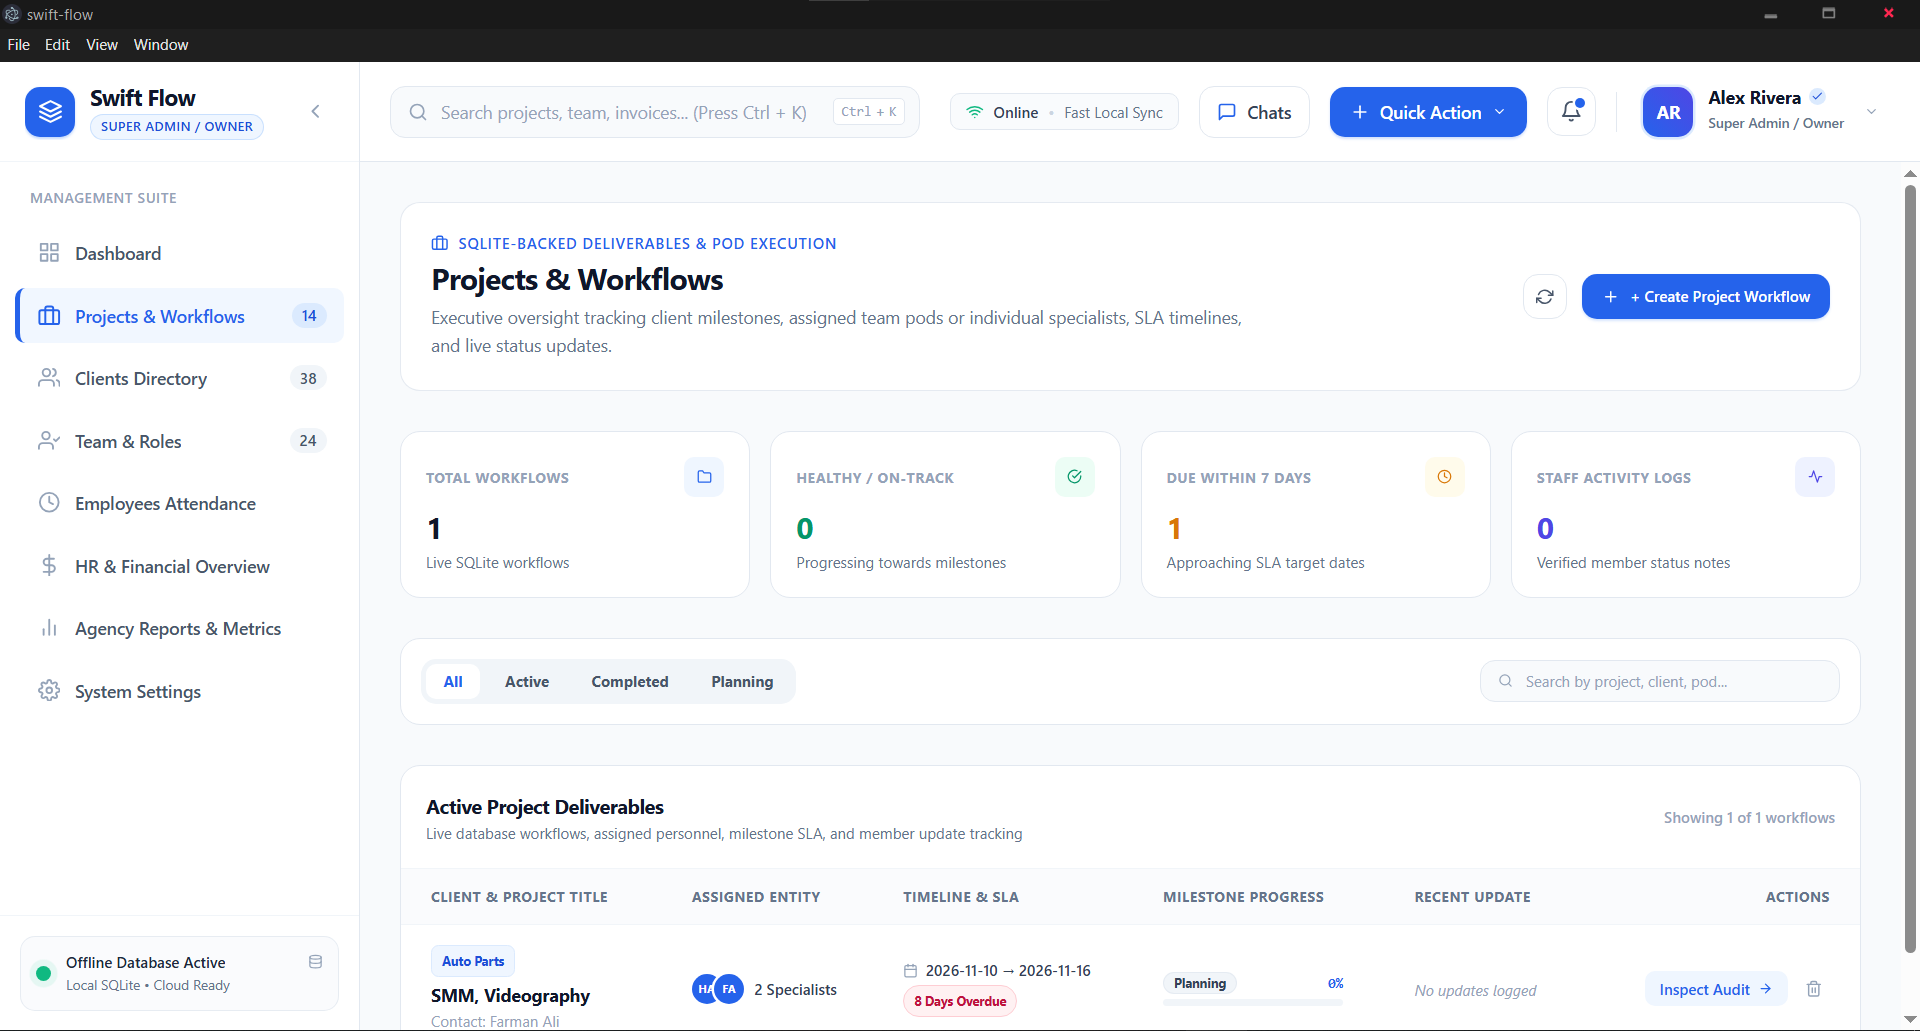 swift-flow
File Edit View Window
Swift Flow
SUPER ADMIN / OWNER
Search projects, team, invoices... (Press Ctrl + K)
Ctrl + K
Online • Fast Local Sync
Chats
Quick Action
AR
Alex Rivera
Super Admin / Owner
MANAGEMENT SUITE
Dashboard
Projects & Workflows 14
Clients Directory 38
Team & Roles 24
Employees Attendance
HR & Financial Overview
Agency Reports & Metrics
System Settings
Offline Database Active
Local SQLite • Cloud Ready
SQLITE-BACKED DELIVERABLES & POD EXECUTION
Projects & Workflows
Executive oversight tracking client milestones, assigned team pods or individual specialists, SLA timelines,
and live status updates.
+ Create Project Workflow
TOTAL WORKFLOWS
1
Live SQLite workflows
HEALTHY / ON-TRACK
0
Progressing towards milestones
DUE WITHIN 7 DAYS
1
Approaching SLA target dates
STAFF ACTIVITY LOGS
0
Verified member status notes
All Active Completed Planning
Search by project, client, pod...
Active Project Deliverables
Live database workflows, assigned personnel, milestone SLA, and member update tracking
Showing 1 of 1 workflows
CLIENT & PROJECT TITLE ASSIGNED ENTITY TIMELINE & SLA MILESTONE PROGRESS RECENT UPDATE ACTIONS
Auto Parts
SMM, Videography
Contact: Farman Ali
HA FA 2 Specialists
2026-11-10 → 2026-11-16
8 Days Overdue
Planning 0%
No updates logged
Inspect Audit →